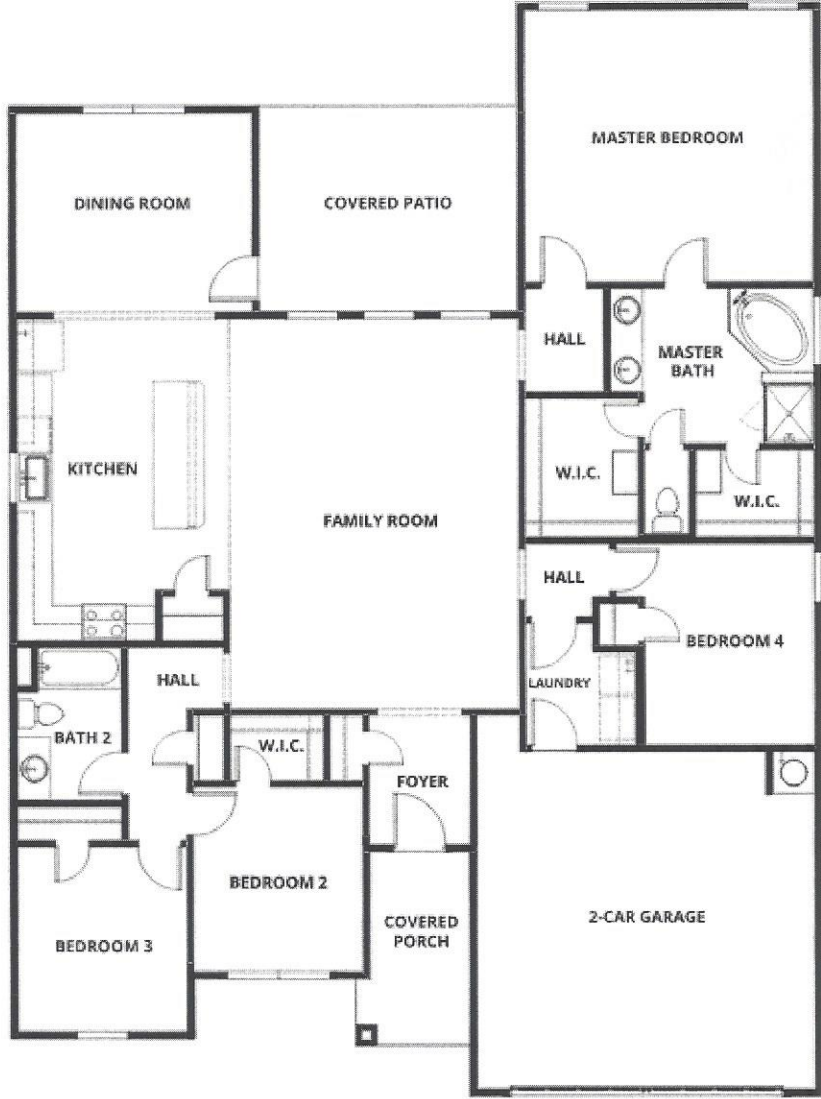 MASTER BEDROOM
DINING ROOM
COVERED PATIO
HALL
MASTER
BATH
KITCHEN
W.I.C.
W.I.C.
FAMILY ROOM
HALL
BEDROOM 4
HALL
LAUNDRY
BATH 2
W.I.C.
FOYER
BEDROOM 2
2-CAR GARAGE
COVERED
PORCH
BEDROOM 3